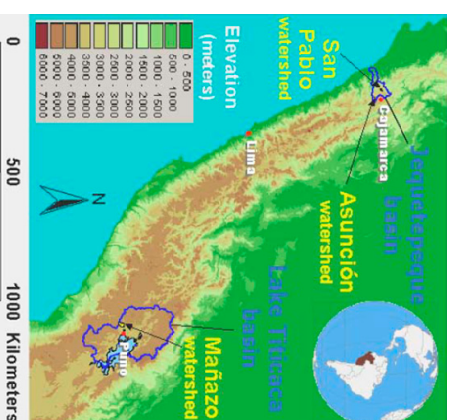 San
Pablo
watershed
Cajamarca
Jequetepeque
basin
Asunción
watershed
Lima
Lake Titicaca
basin
Mañazo
watershed
Puno
N
Elevation
(meters)
0 - 500
500 - 1000
1000 - 1500
1500 - 2000
2000 - 2500
2500 - 3000
3000 - 3500
3500 - 4000
4000 - 5000
5000 - 6000
6000 - 7000
0 500 1000 Kilometers